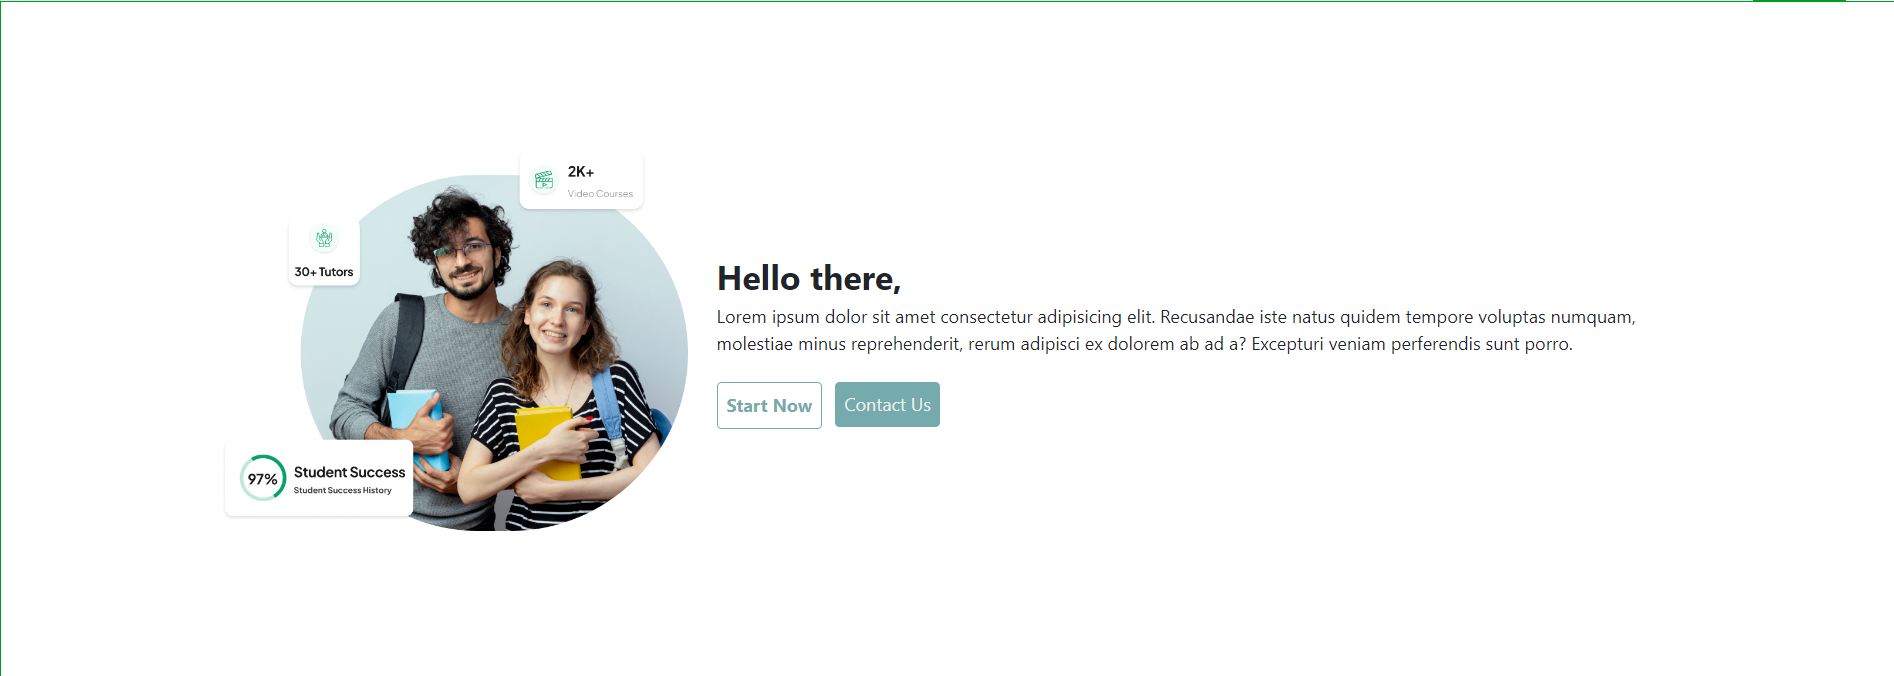 2K+
Video Courses
30+ Tutors
97%
Student Success
Student Success History
Hello there,
Lorem ipsum dolor sit amet consectetur adipisicing elit. Recusandae iste natus quidem tempore voluptas numquam,
molestiae minus reprehenderit, rerum adipisci ex dolorem ab ad a? Excepturi veniam perferendis sunt porro.
Start Now
Contact Us